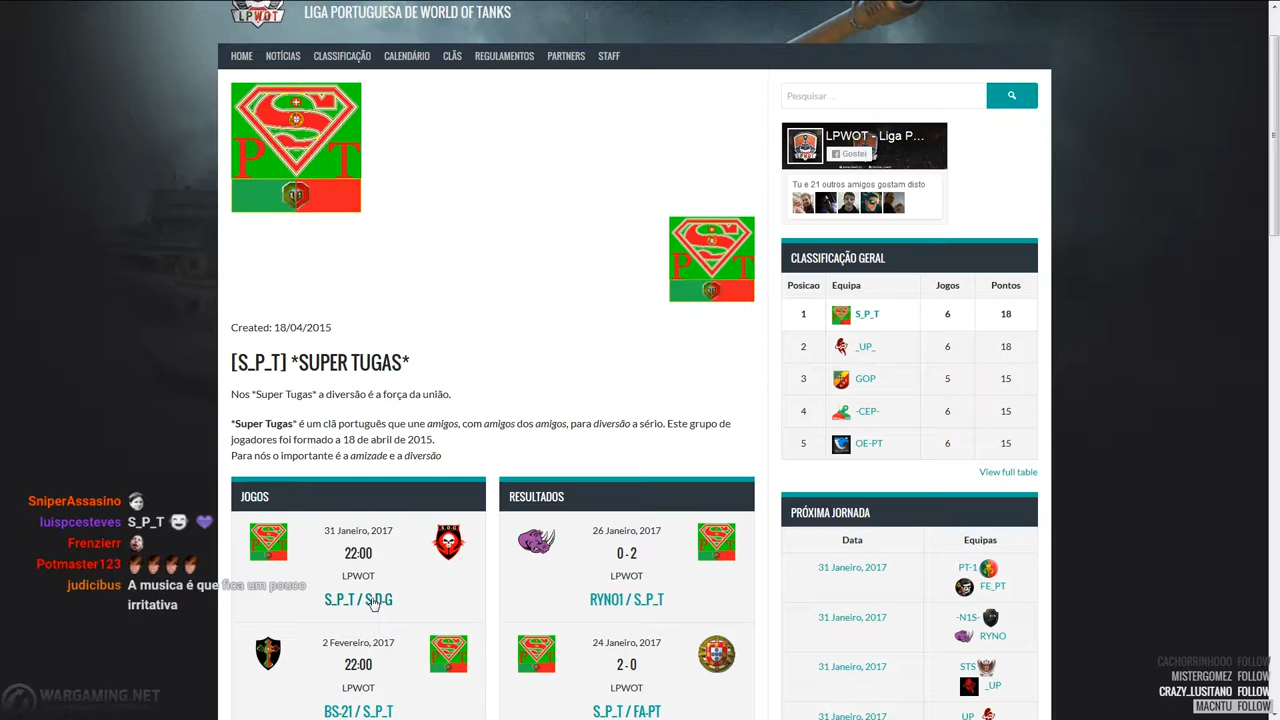 LPWOT
LIGA PORTUGUESA DE WORLD OF TANKS
HOME NOTÍCIAS CLASSIFICAÇÃO CALENDÁRIO CLÃS REGULAMENTOS PARTNERS STAFF
S
P T
S
P T
Created: 18/04/2015
[S_P_T] *SUPER TUGAS*
Nos *Super Tugas* a diversão é a força da união.
*Super Tugas* é um clã português que une amigos, com amigos dos amigos, para diversão a sério. Este grupo de
jogadores foi formado a 18 de abril de 2015.
Para nós o importante é a amizade e a diversão
JOGOS
31 Janeiro, 2017
22:00
LPWOT
S_P_T / S-D-G
2 Fevereiro, 2017
22:00
LPWOT
BS-21 / S_P_T
RESULTADOS
26 Janeiro, 2017
0 - 2
LPWOT
RYNO1 / S_P_T
24 Janeiro, 2017
2 - 0
LPWOT
S_P_T / FA-PT
Pesquisar ...
LPWOT - Liga P...
Gostei
Tu e 21 outros amigos gostam disto
CLASSIFICAÇÃO GERAL
Posicao Equipa Jogos Pontos
1 S_P_T 6 18
2 _UP_ 6 18
3 GOP 5 15
4 -CEP- 6 15
5 OE-PT 6 15
View full table
PRÓXIMA JORNADA
Data Equipas
31 Janeiro, 2017 PT-1
FE_PT
31 Janeiro, 2017 -N1S-
RYNO
31 Janeiro, 2017 STS
_UP
31 Janeiro, 2017 UP
SniperAssasino
luispcesteves S_P_T
Frenzierr
Potmaster123
judicibus A musica é que fica um pouco
irritativa
WARGAMING.NET
CACHORRINHOOO FOLLOW
MISTERGOMEZ FOLLOW
CRAZY_LUSITANO FOLLOW
MACNTU FOLLOW